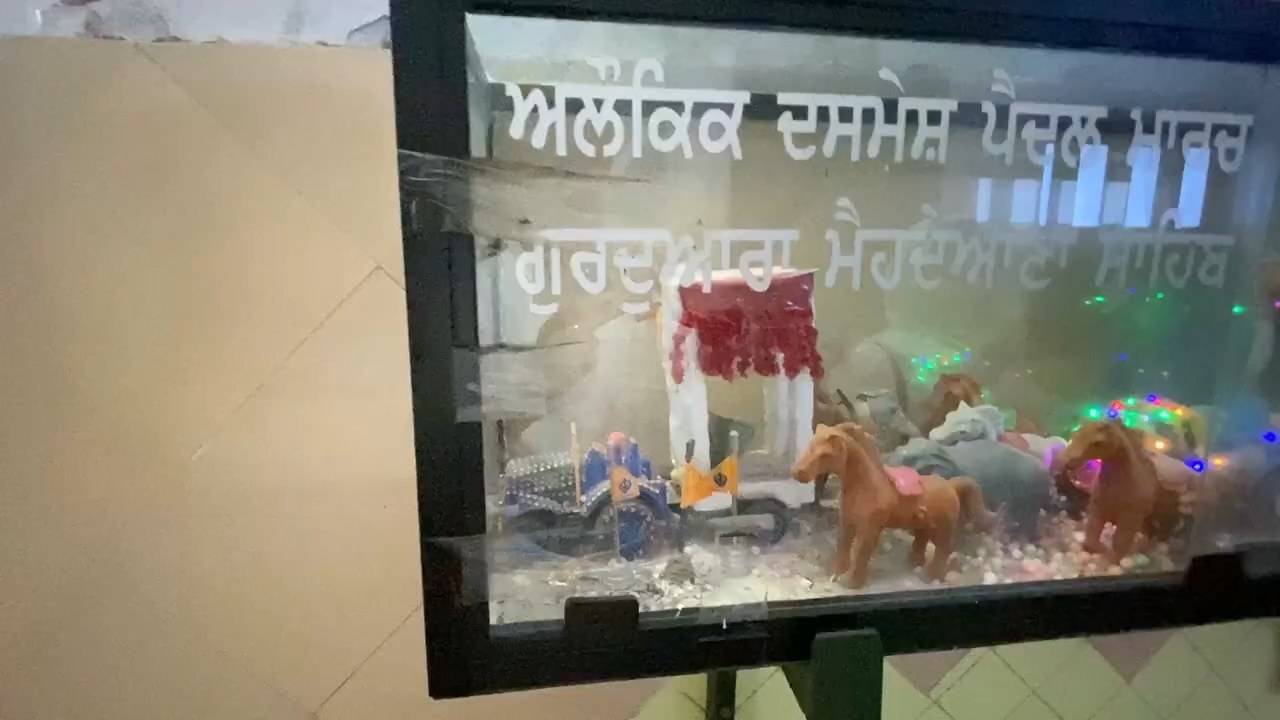 ਅਲੌਕਿਕ ਦਸਮੇਸ਼ ਪੈਦਲ ਮਾਰਚ
ਗੁਰਦੁਆਰਾ ਮੈਹਦੇਆਣਾ ਸਾਹਿਬ